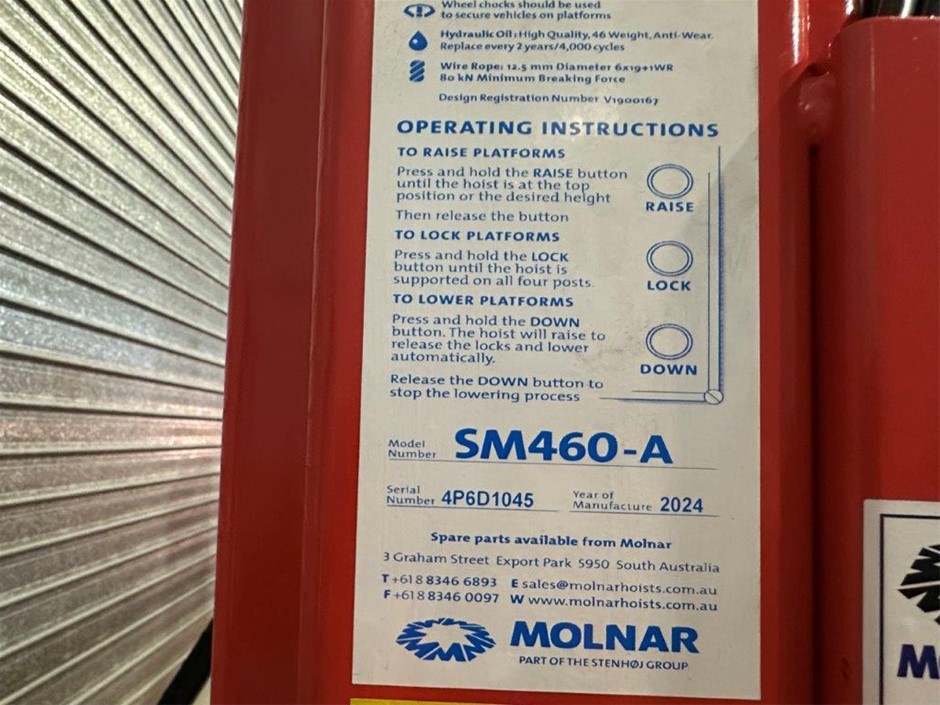 Wheel chocks should be used
to secure vehicles on platforms
Hydraulic Oil: High Quality, 46 Weight, Anti-Wear.
Replace every 2 years/4,000 cycles
Wire Rope: 12.5 mm Diameter 6x19+1WR
80 kN Minimum Breaking Force
Design Registration Number V1900167
OPERATING INSTRUCTIONS
TO RAISE PLATFORMS
Press and hold the RAISE button
until the hoist is at the top
position or the desired height
Then release the button
RAISE
TO LOCK PLATFORMS
Press and hold the LOCK
button until the hoist is
supported on all four posts.
LOCK
TO LOWER PLATFORMS
Press and hold the DOWN
button. The hoist will raise to
release the locks and lower
automatically.
DOWN
Release the DOWN button to
stop the lowering process
Model
Number SM460-A
Serial
Number 4P6D1045
Year of
Manufacture 2024
Spare parts available from Molnar
3 Graham Street Export Park 5950 South Australia
T +61 8 8346 6893 E sales@molnarhoists.com.au
F +61 8 8346 0097 W www.molnarhoists.com.au
MOLNAR
PART OF THE STENHØJ GROUP